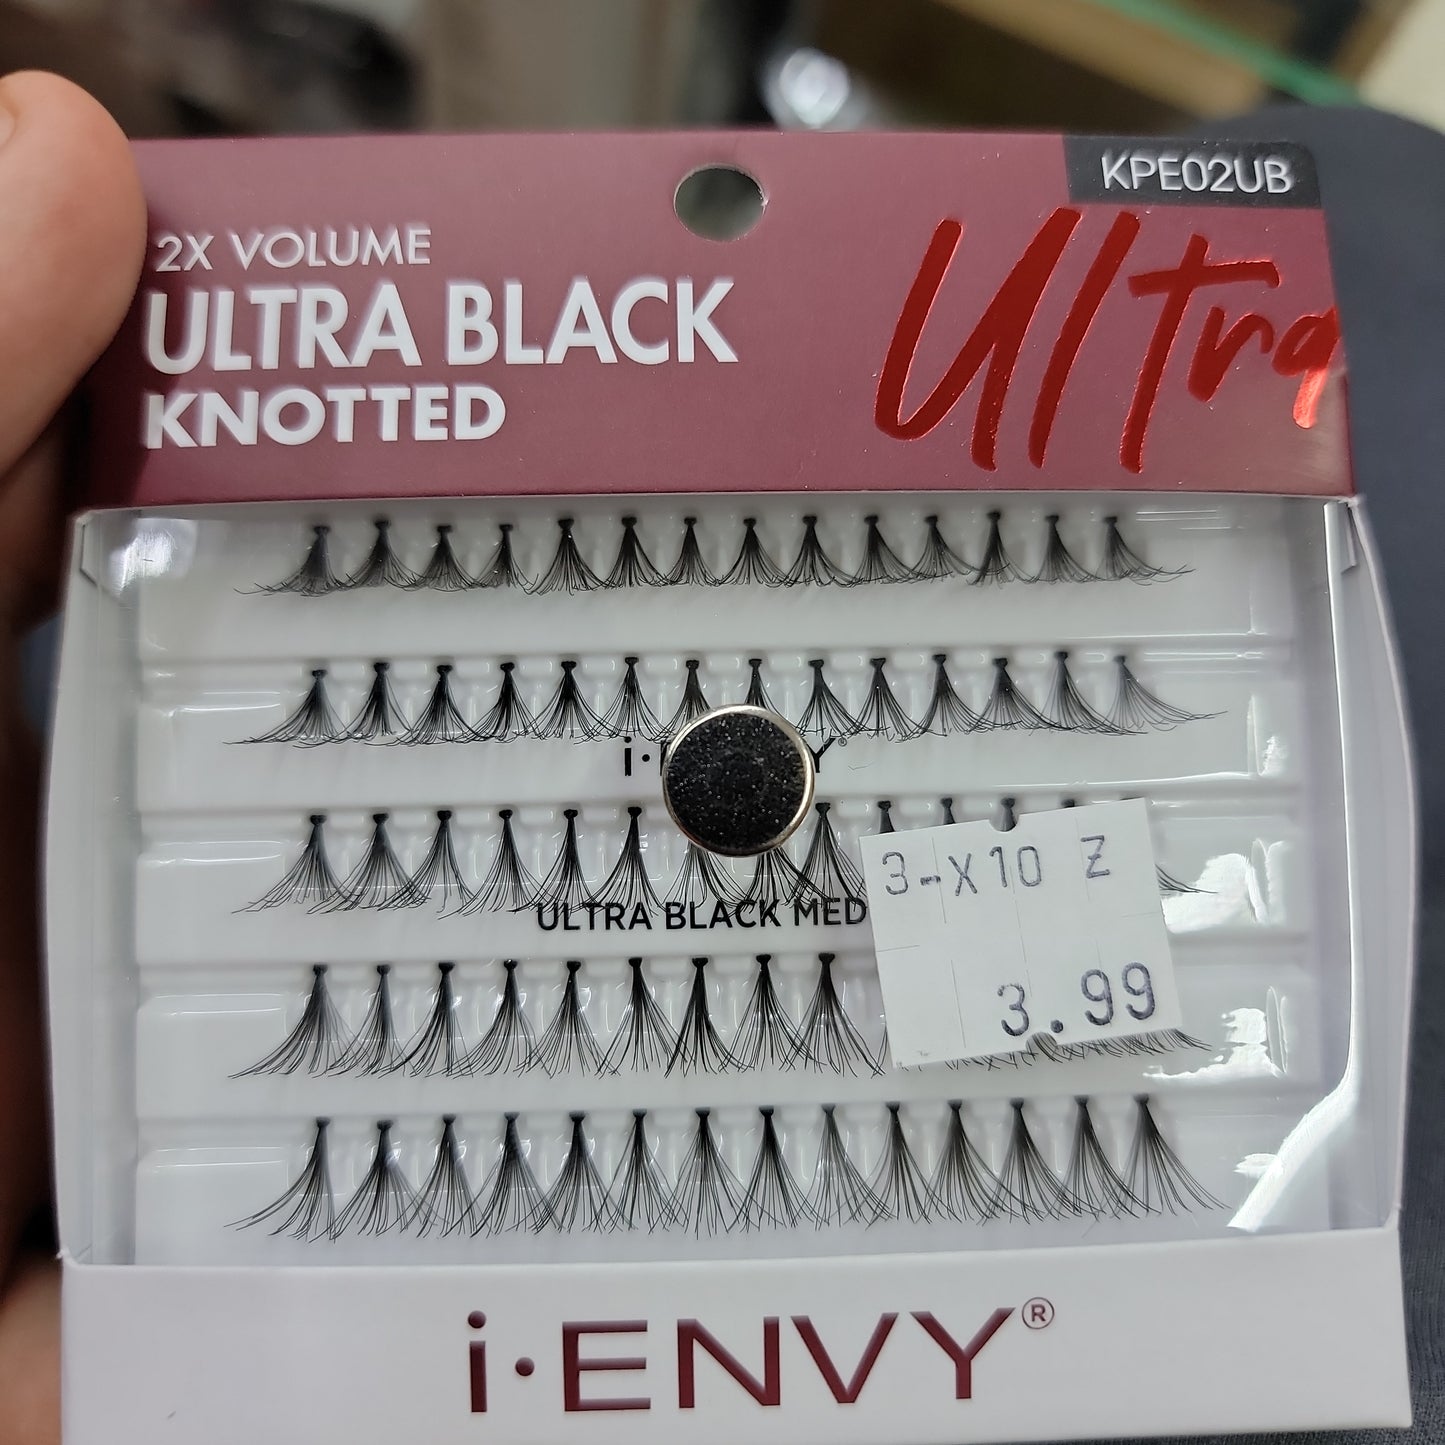 KPE02UB
2X VOLUME
ULTRA BLACK
KNOTTED
Ultra
ULTRA BLACK MED
3-X10 Z
3.99
i·ENVY®